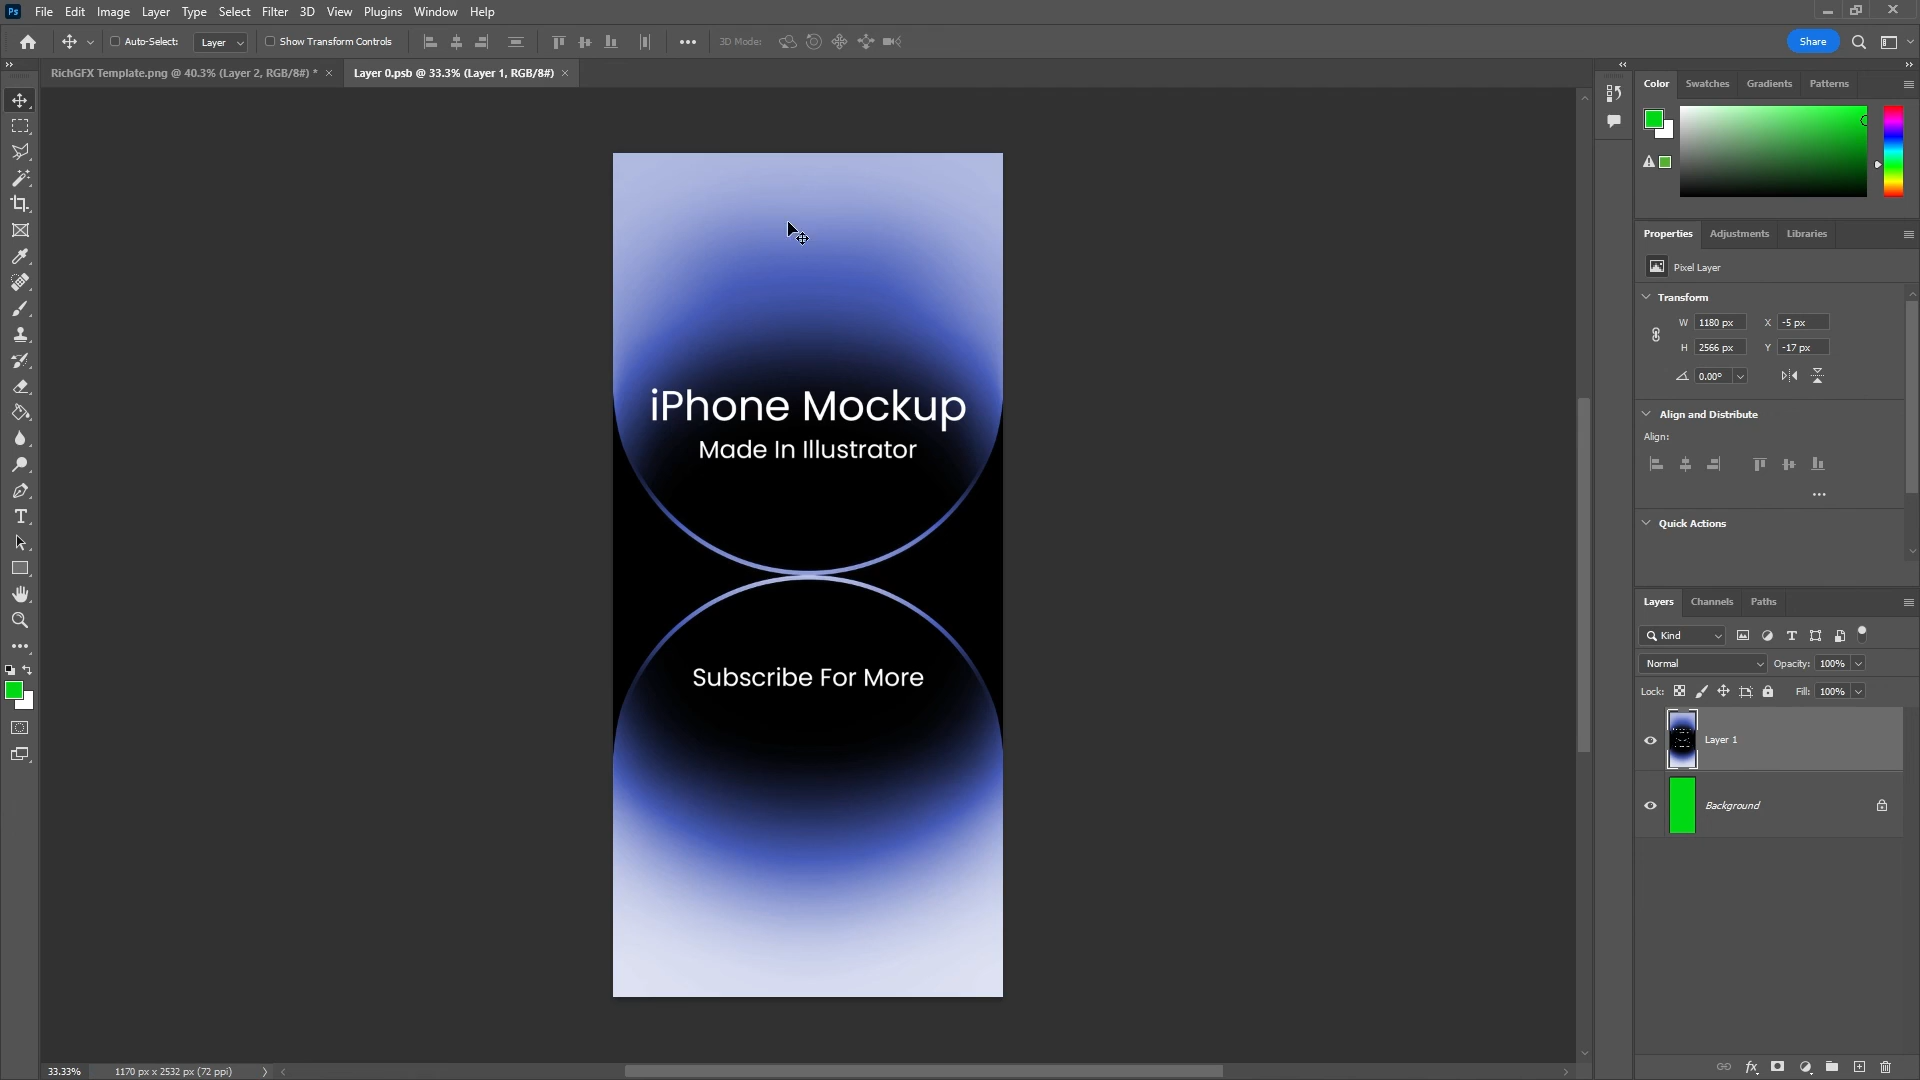 Ps File Edit Image Layer Type Select Filter 3D View Plugins Window Help
Auto-Select: Layer Show Transform Controls 3D Mode: Share
RichGFX Template.png @ 40.3% (Layer 2, RGB/8#) * Layer 0.psb @ 33.3% (Layer 1, RGB/8#)
Color Swatches Gradients Patterns
Properties Adjustments Libraries
Pixel Layer
Transform
W 1180 px X -5 px
H 2566 px Y -17 px
0.00°
Align and Distribute
Align:
Quick Actions
iPhone Mockup
Made In Illustrator
Subscribe For More
Layers Channels Paths
Kind
Normal Opacity: 100%
Lock: Fill: 100%
Layer 1
Background
33.33% 1170 px x 2532 px (72 ppi)